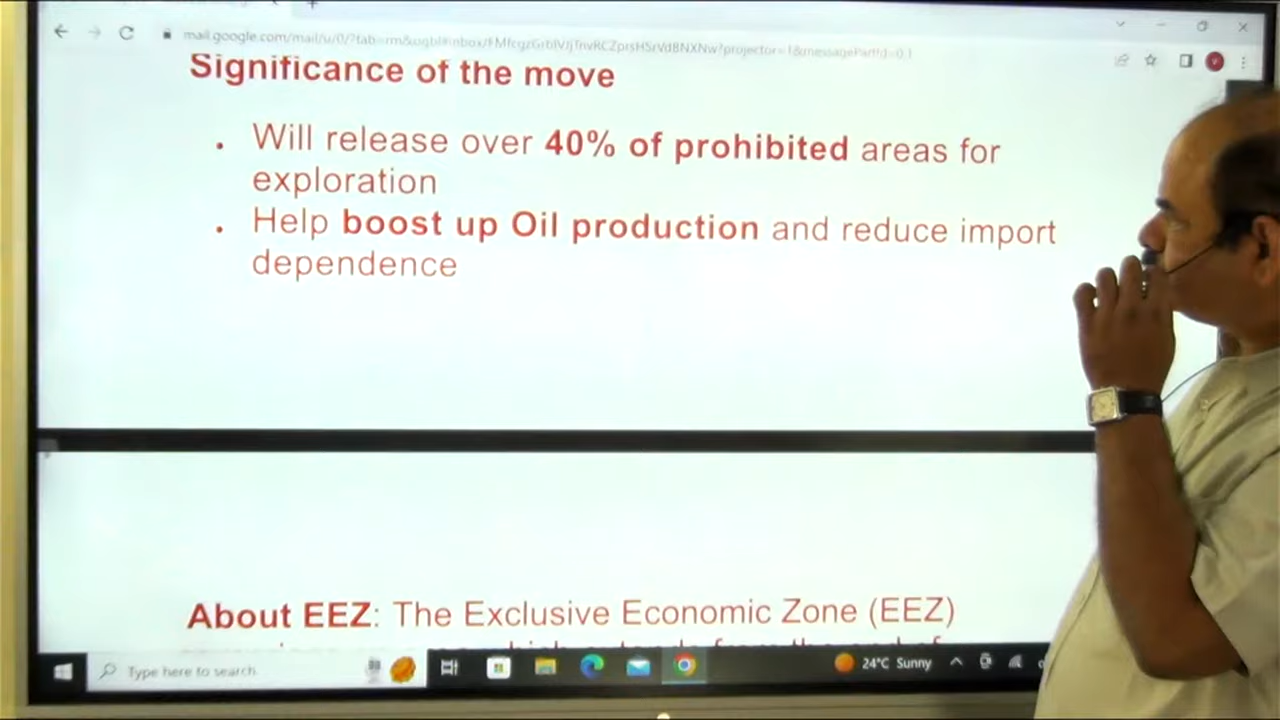 Significance of the move
. Will release over 40% of prohibited areas for
exploration
. Help boost up Oil production and reduce import
dependence
About EEZ: The Exclusive Economic Zone (EEZ)
Type here to search
24°C Sunny